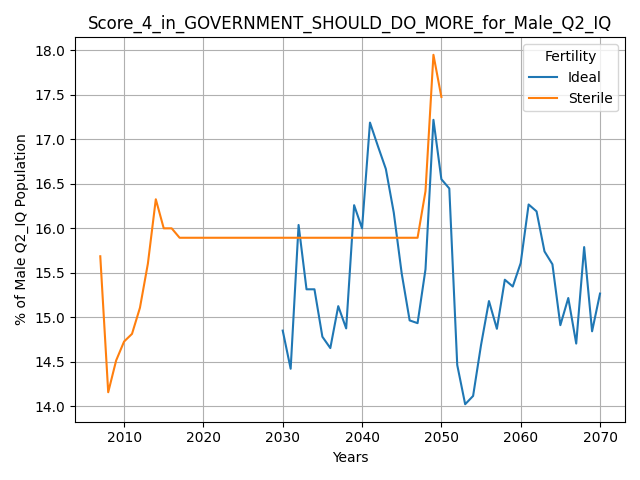 Score_4_in_GOVERNMENT_SHOULD_DO_MORE_for_Male_Q2_IQ
18.0
17.5
17.0
16.5
16.0
15.5
15.0
14.5
14.0
% of Male Q2_IQ Population
Fertility
Ideal
Sterile
2010 2020 2030 2040 2050 2060 2070
Years